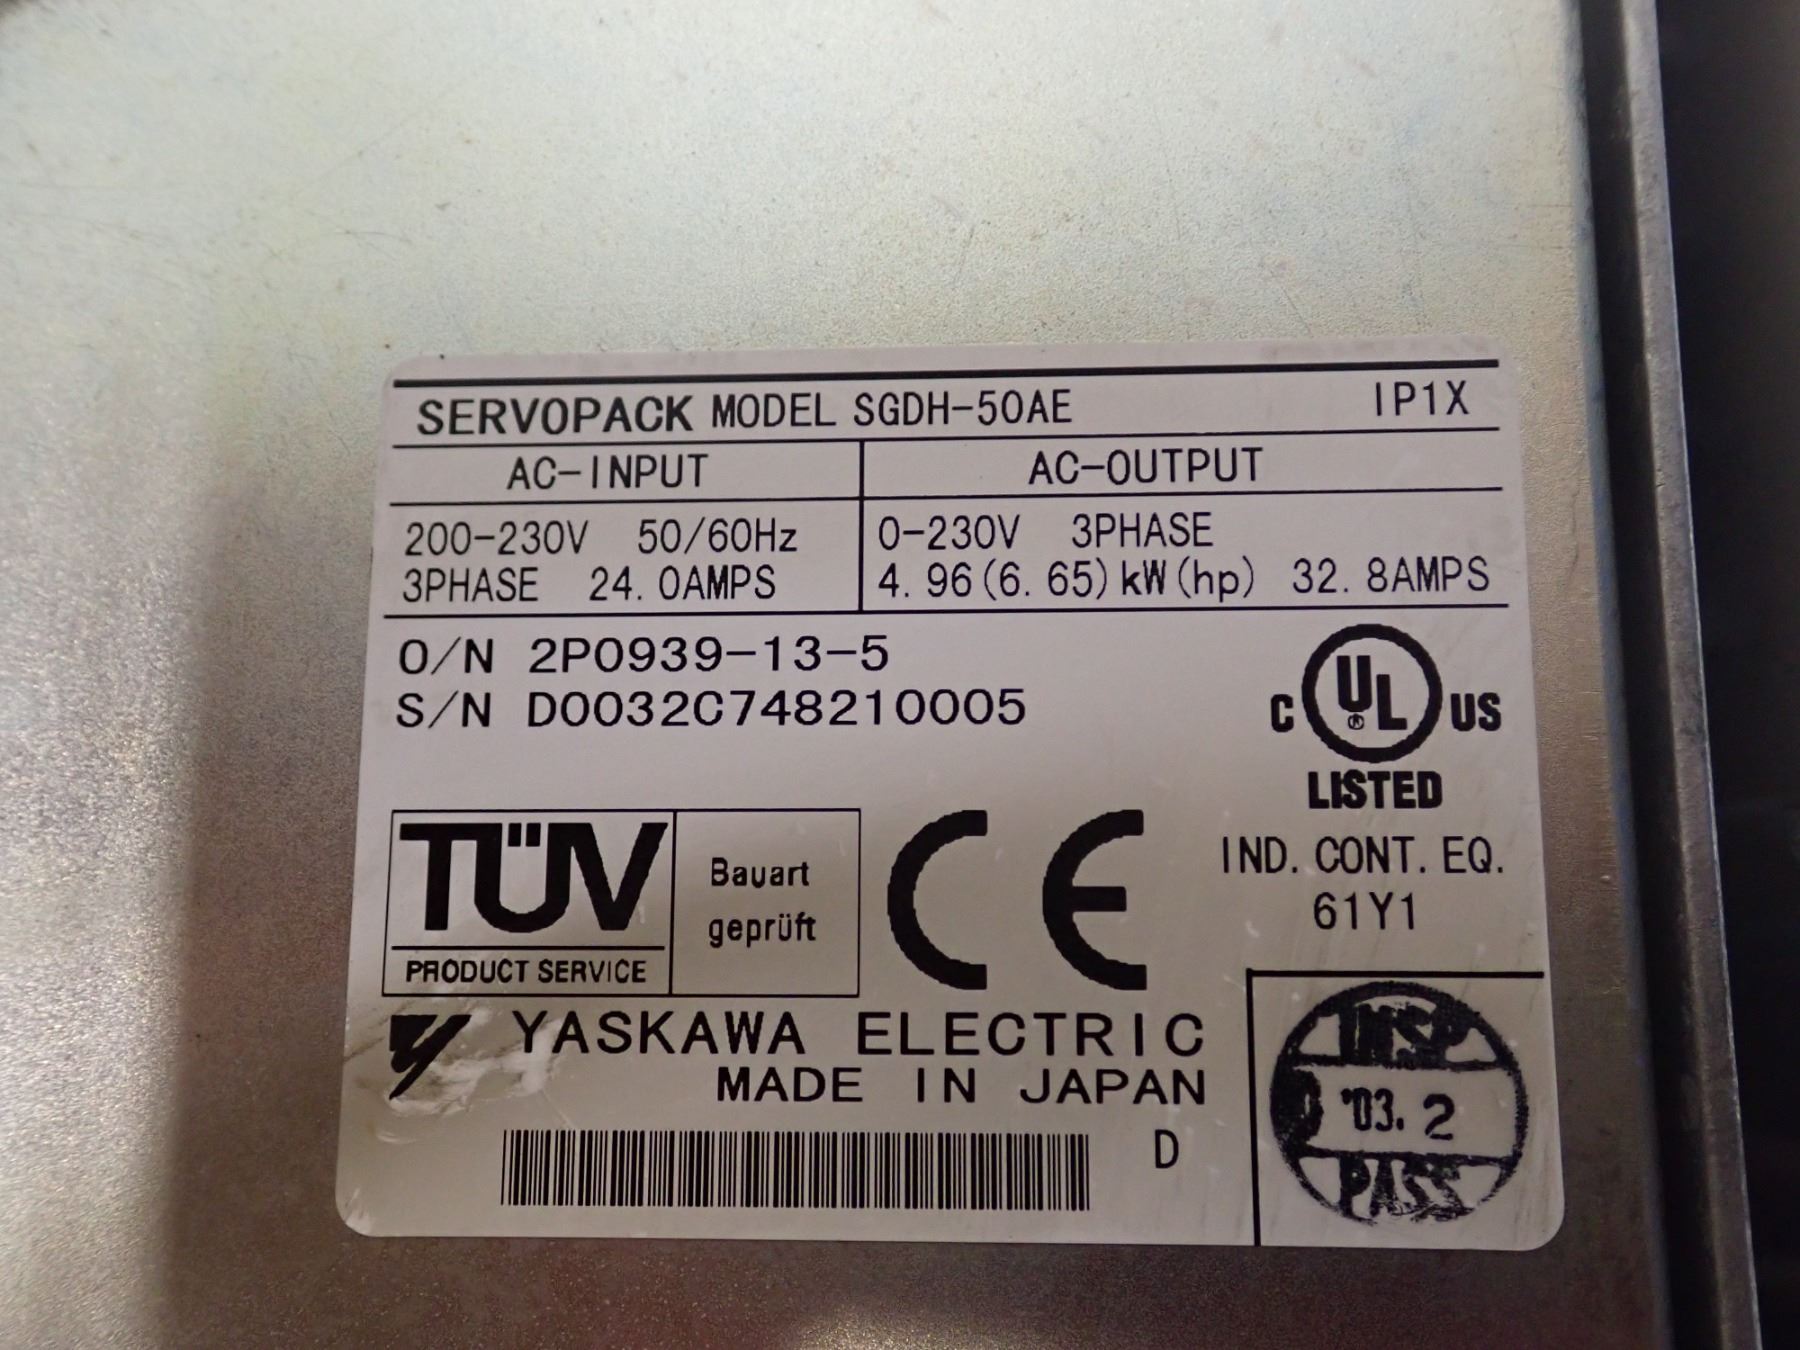 SERVOPACK MODEL SGDH-50AE IP1X
AC-INPUT AC-OUTPUT
200-230V 50/60Hz 0-230V 3PHASE
3PHASE 24.0AMPS 4.96(6.65)kW(hp) 32.8AMPS
O/N 2P0939-13-5
S/N D0032C748210005
C UL® US
LISTED
IND. CONT. EQ.
61Y1
TÜV
PRODUCT SERVICE
Bauart
geprüft
CE
YASKAWA ELECTRIC
MADE IN JAPAN
D
INSP
'03. 2
PASS